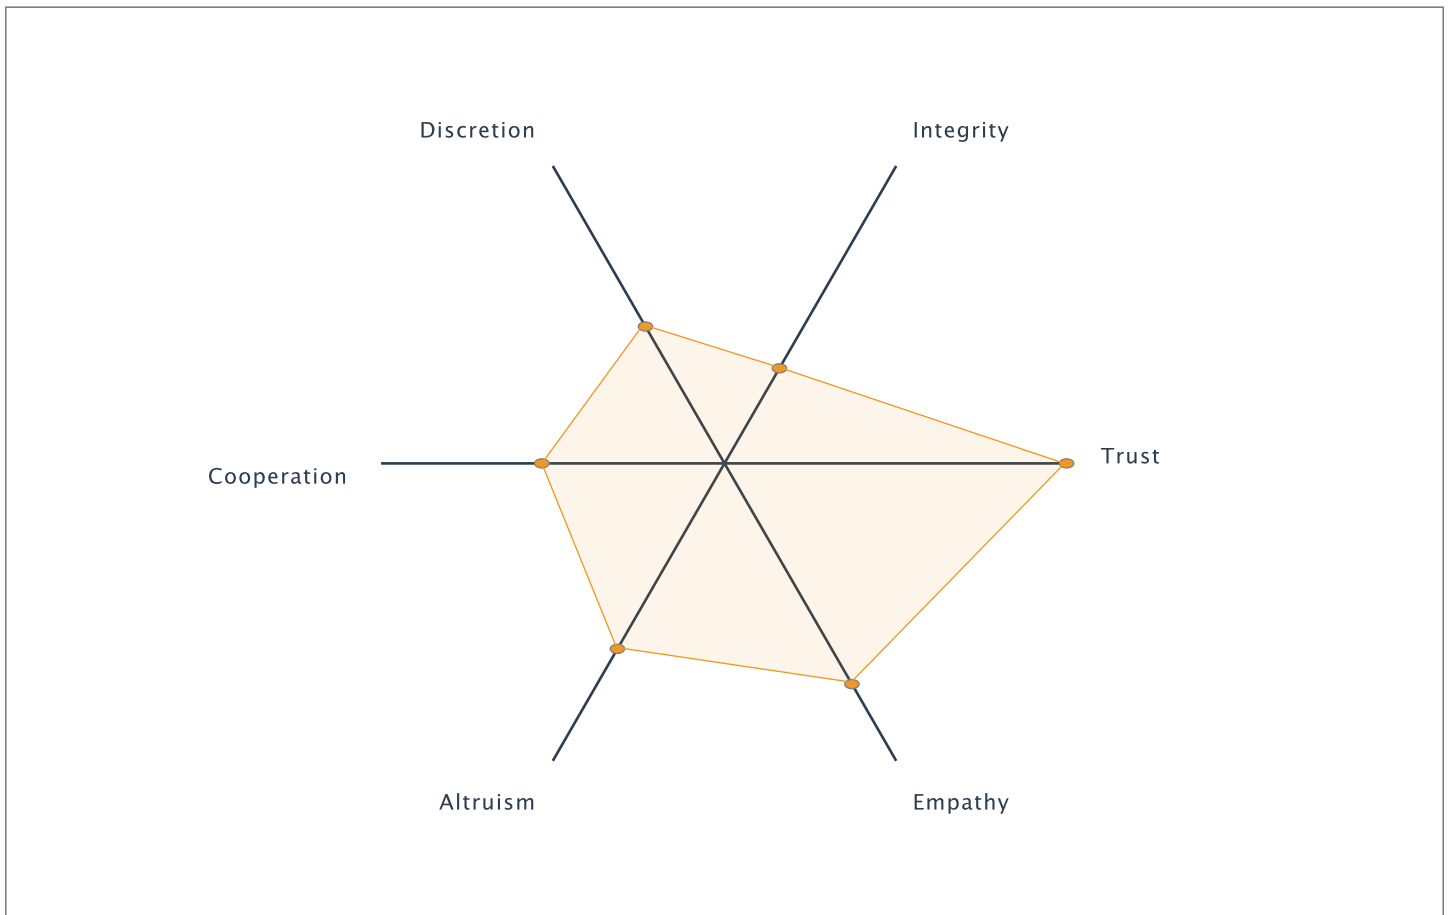 Discretion
Integrity
Trust
Cooperation
Altruism
Empathy